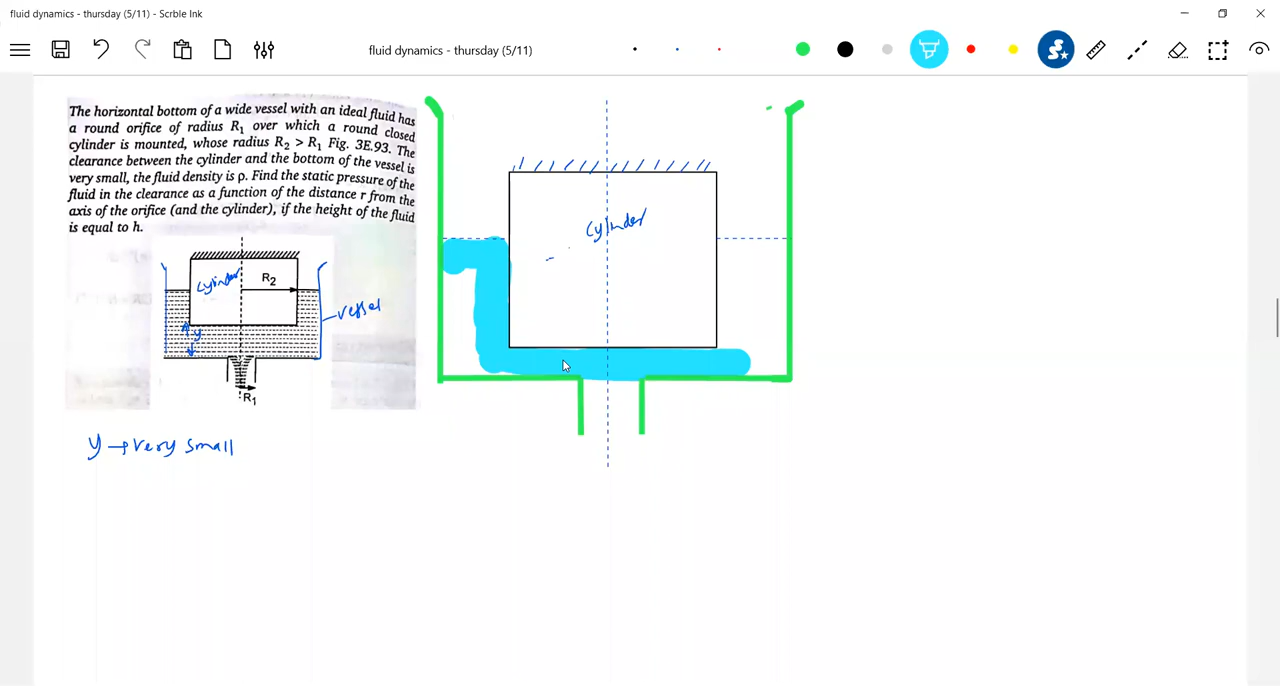 fluid dynamics - thursday (5/11) - Scrble Ink
fluid dynamics - thursday (5/11)
The horizontal bottom of a wide vessel with an ideal fluid has
a round orifice of radius R₁ over which a round closed
cylinder is mounted, whose radius R₂ > R₁ Fig. 3E.93. The
clearance between the cylinder and the bottom of the vessel is
very small, the fluid density is ρ. Find the static pressure of the
fluid in the clearance as a function of the distance r from the
axis of the orifice (and the cylinder), if the height of the fluid
is equal to h.
cylinder
R₂
vessel
y
R₁
y → very small
cylinder